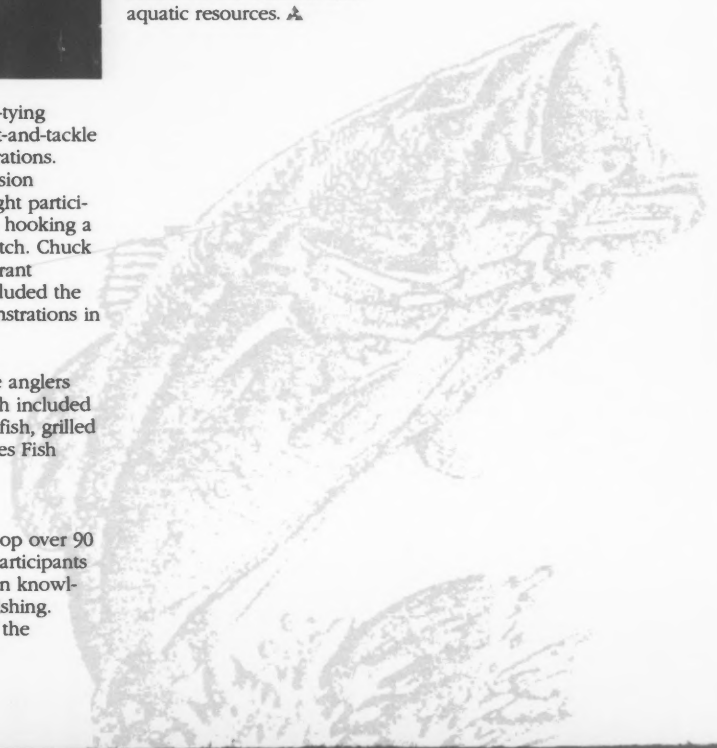 -tying
-and-tackle
rations.
sion
ght partici-
hooking a
tch. Chuck
rant
luded the
nstrations in
e anglers
h included
fish, grilled
es Fish
op over 90
articipants
n knowl-
shing.
the
aquatic resources.